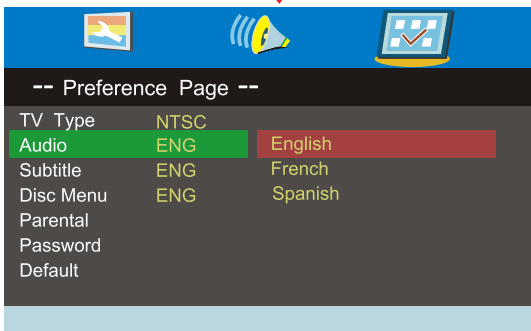 -- Preference Page --
TV Type NTSC
Audio ENG English
Subtitle ENG French
Disc Menu ENG Spanish
Parental
Password
Default